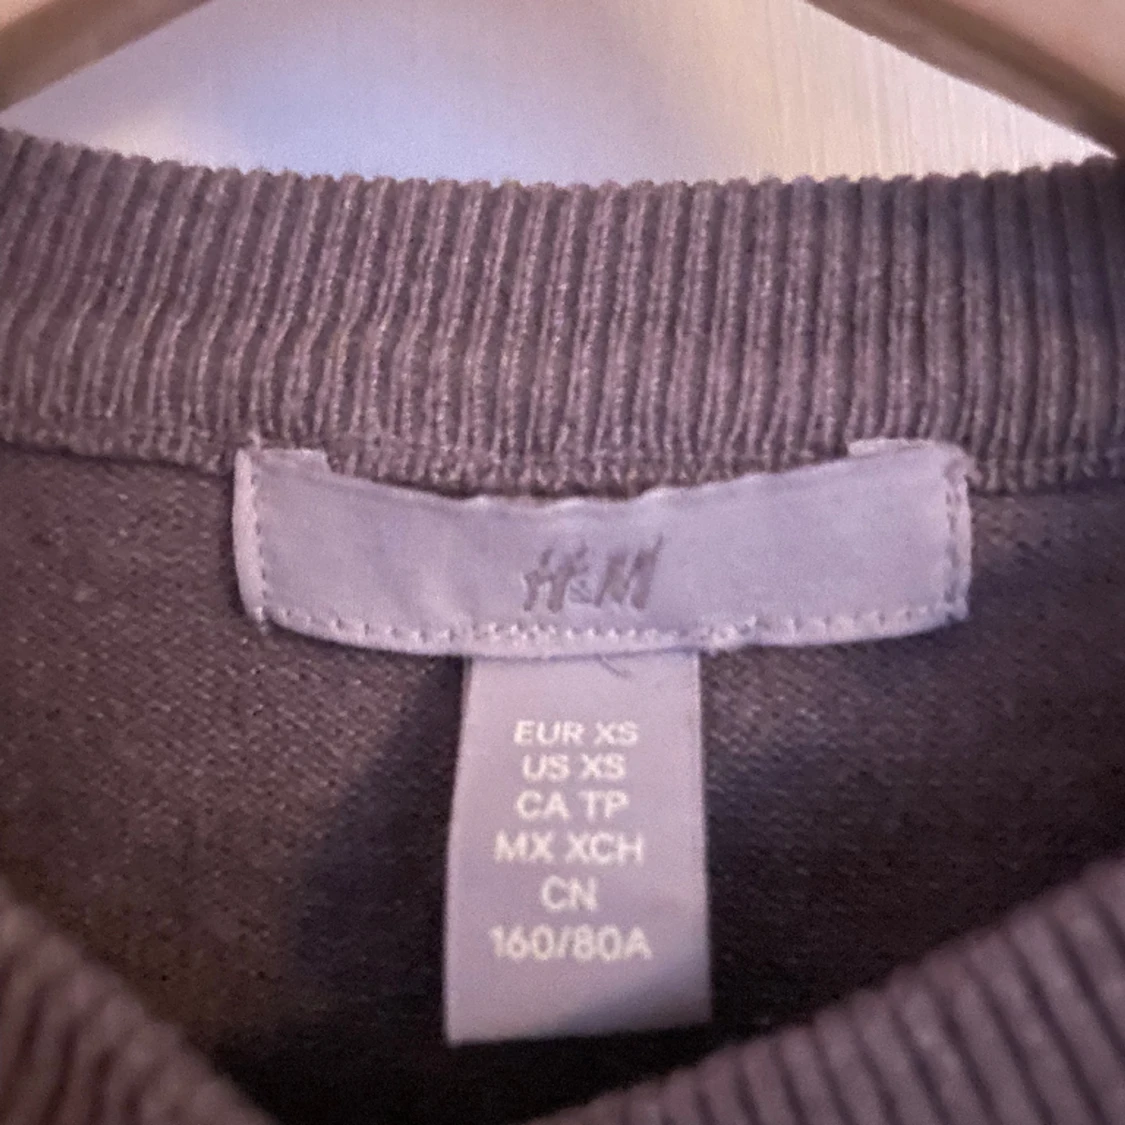 H&M
EUR XS
US XS
CA TP
MX XCH
CN
160/80A